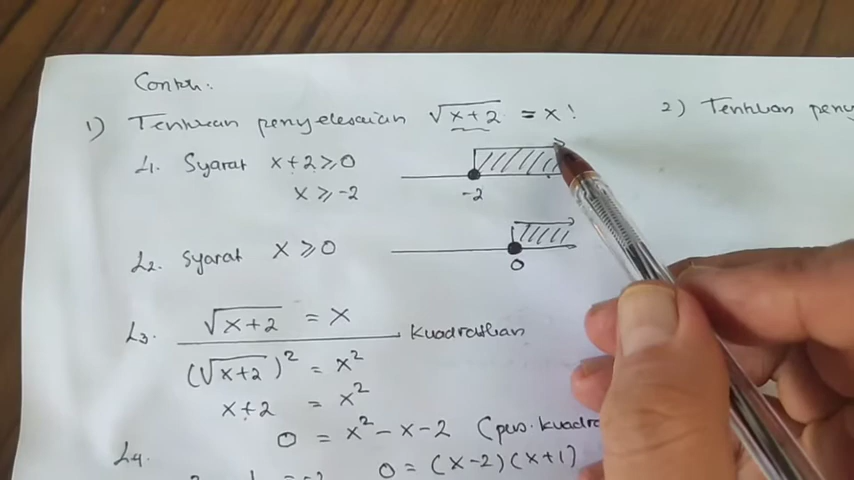 Contoh:
1) Tentukan penyelesaian √x+2 = x !
2) Tentukan
L1. Syarat x+2 ≥ 0
x ≥ -2
-2
L2. Syarat x ≥ 0
0
L3. √x+2 = x
Kuadratkan
(√x+2)² = x²
x+2 = x²
0 = x² - x - 2 (pers.
L4.
0 = (x-2)(x+1)